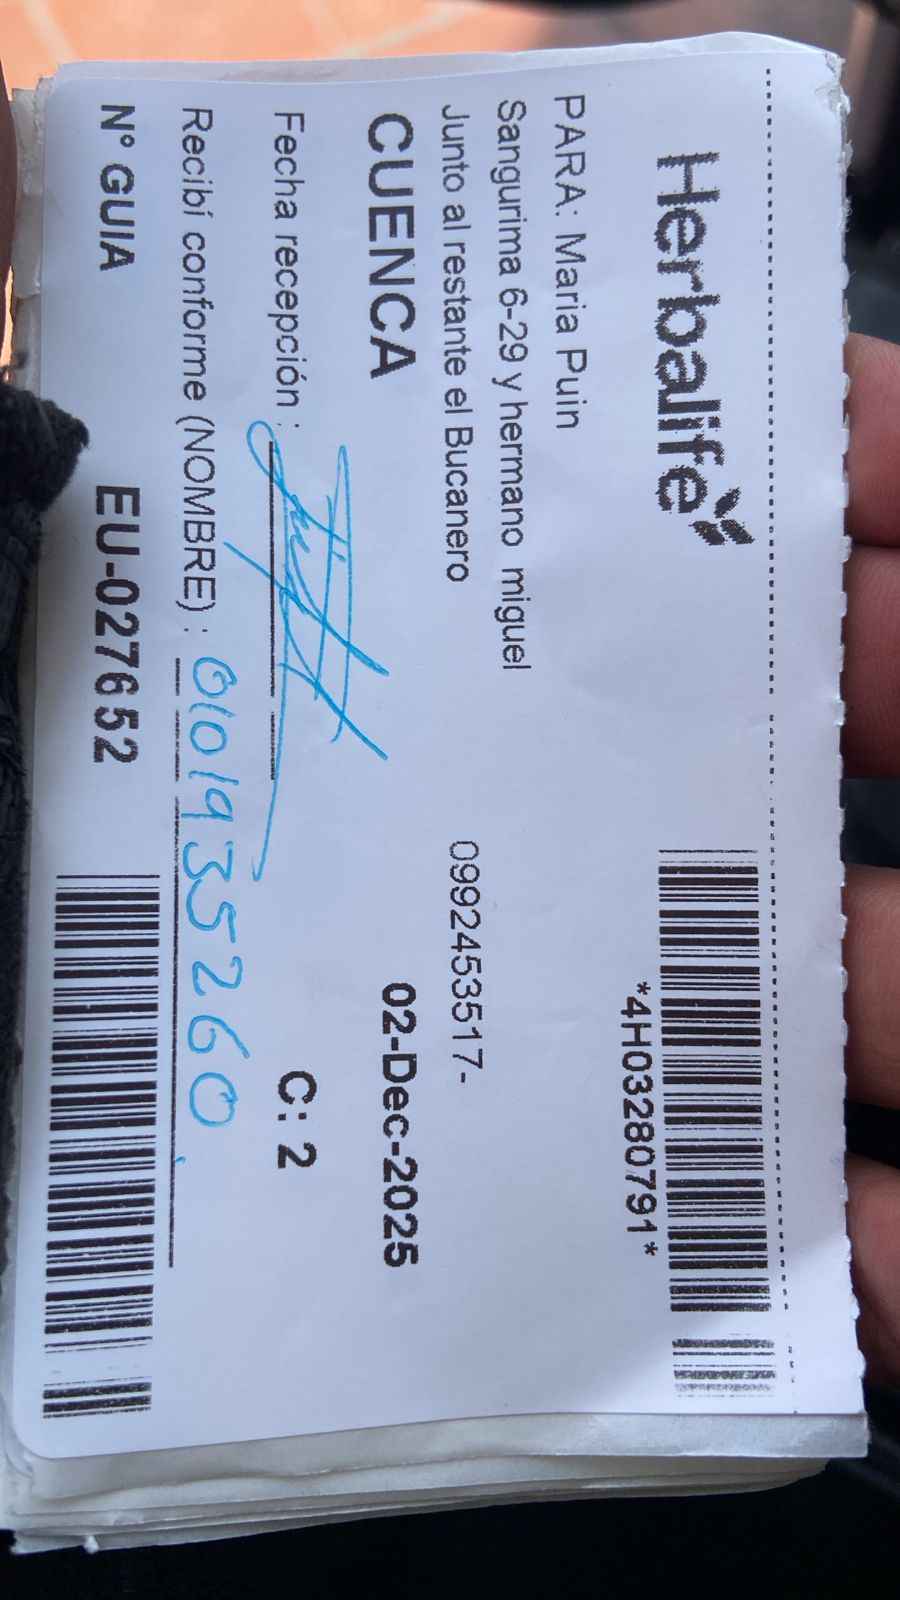 Herbalife
*4H03280791*
PARA: Maria Puin
Sangurima 6-29 y hermano miguel
Junto al restante el Bucanero
0992453517-
CUENCA
02-Dec-2025
Fecha recepción :
C: 2
Recibí conforme (NOMBRE) : 0101935260.
Nº GUIA
EU-027652